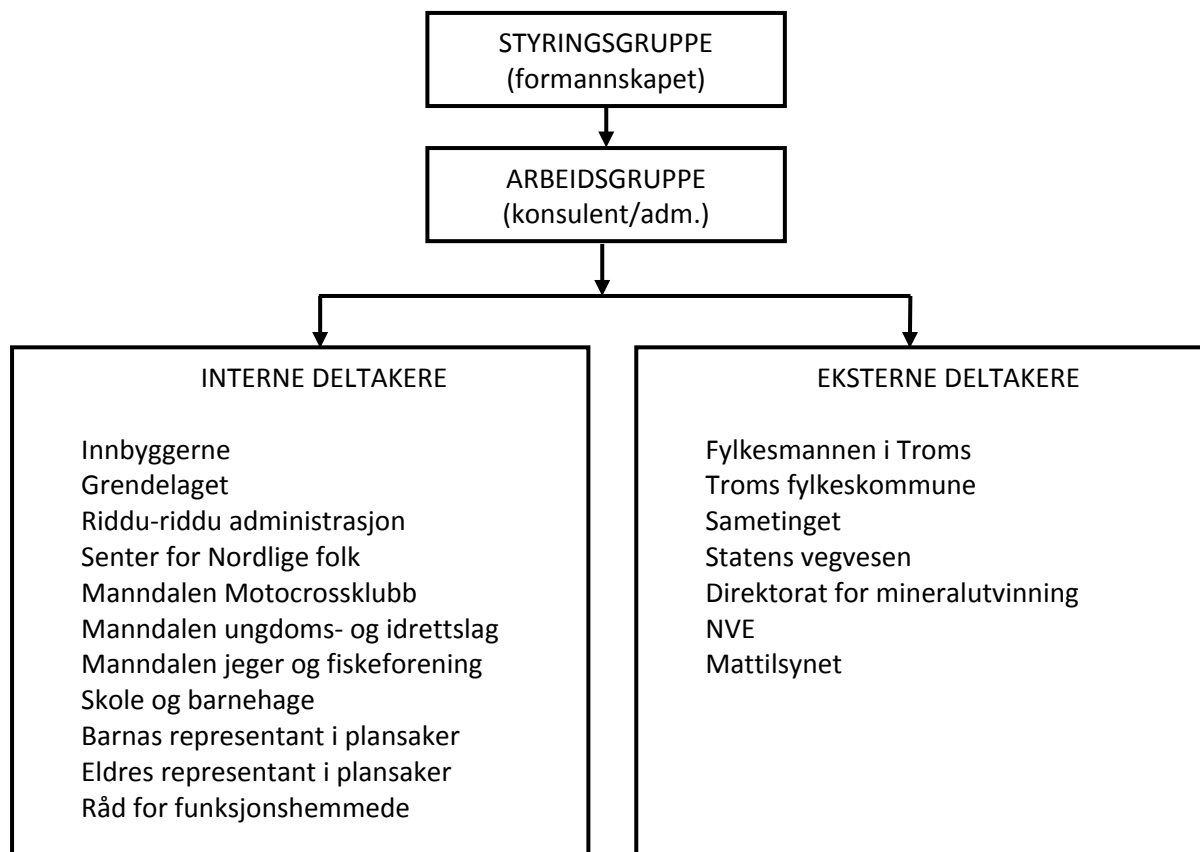 STYRINGSGRUPPE
(formannskapet)
ARBEIDSGRUPPE
(konsulent/adm.)
INTERNE DELTAKERE
Innbyggerne
Grendelaget
Riddu-riddu administrasjon
Senter for Nordlige folk
Manndalen Motocrossklubb
Manndalen ungdoms- og idrettslag
Manndalen jeger og fiskeforening
Skole og barnehage
Barnas representant i plansaker
Eldres representant i plansaker
Råd for funksjonshemmede
EKSTERNE DELTAKERE
Fylkesmannen i Troms
Troms fylkeskommune
Sametinget
Statens vegvesen
Direktorat for mineralutvinning
NVE
Mattilsynet